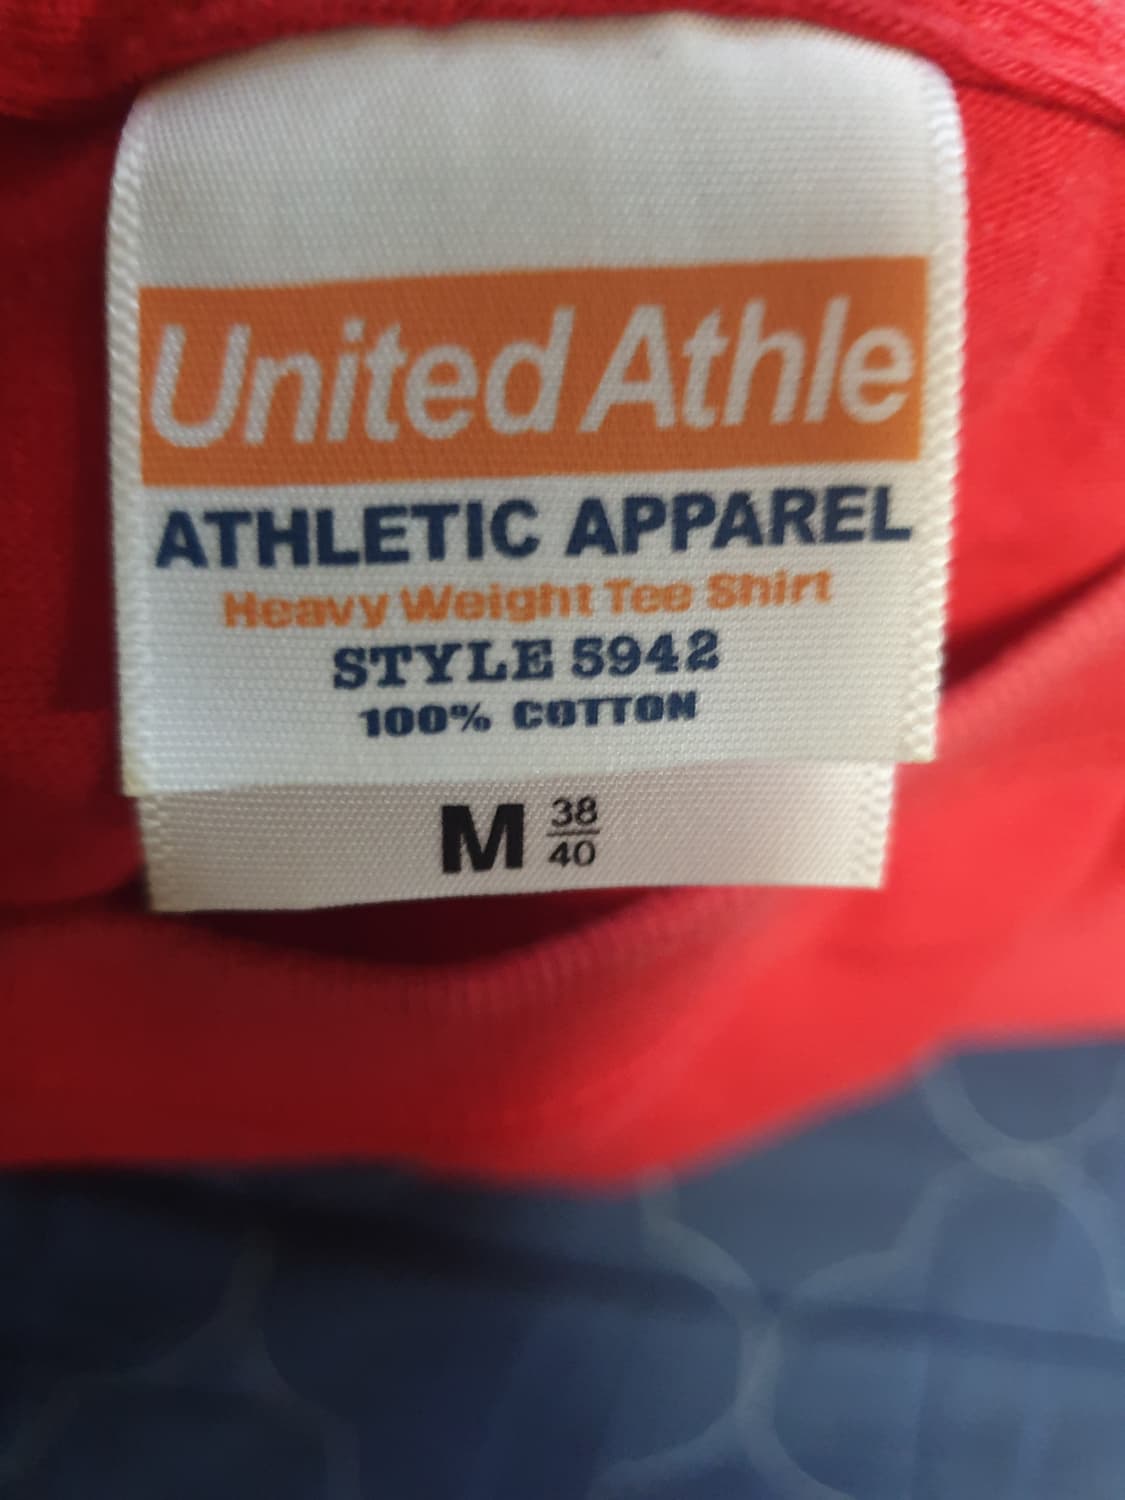 United Athle
ATHLETIC APPAREL
Heavy Weight Tee Shirt
STYLE 5942
100% COTTON
M 38/40